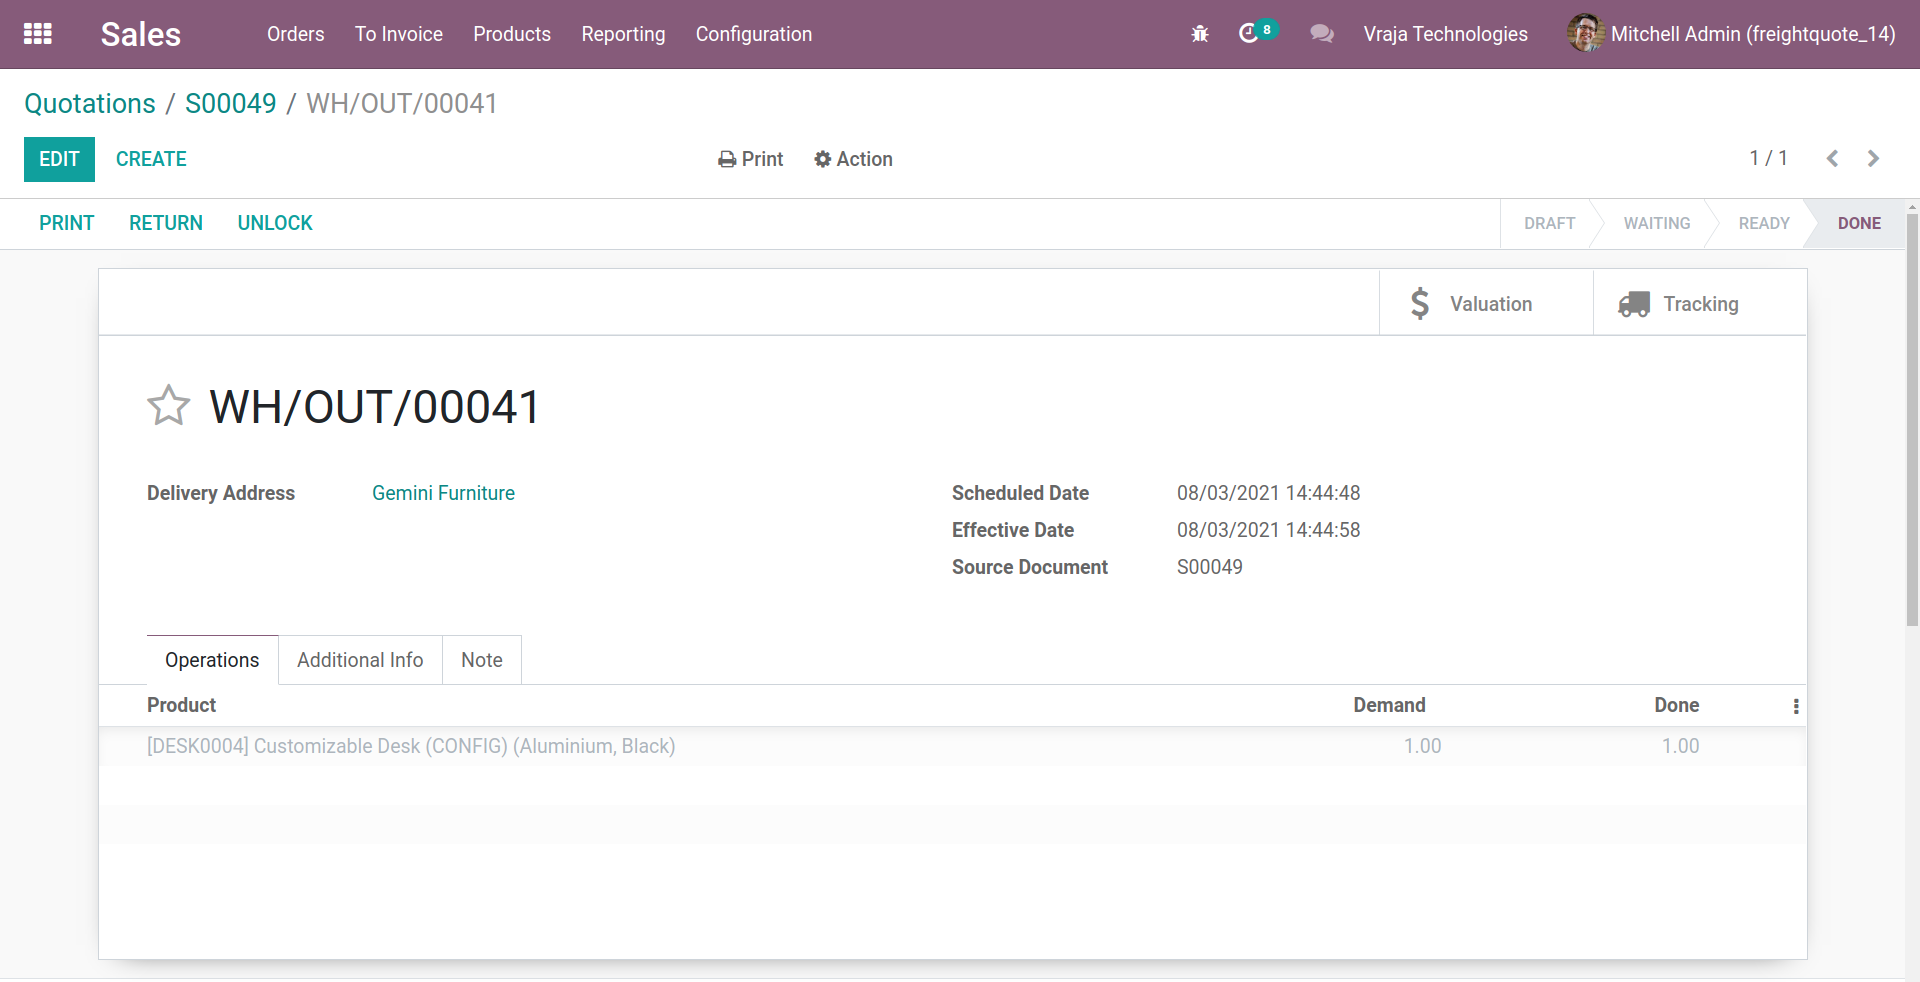 Sales Orders To Invoice Products Reporting Configuration 8 Vraja Technologies Mitchell Admin (freightquote_14)
Quotations / S00049 / WH/OUT/00041
EDIT CREATE Print Action 1 / 1
PRINT RETURN UNLOCK DRAFT WAITING READY DONE
Valuation Tracking
WH/OUT/00041
Delivery Address Gemini Furniture Scheduled Date 08/03/2021 14:44:48
Effective Date 08/03/2021 14:44:58
Source Document S00049
Operations Additional Info Note
Product Demand Done
[DESK0004] Customizable Desk (CONFIG) (Aluminium, Black) 1.00 1.00